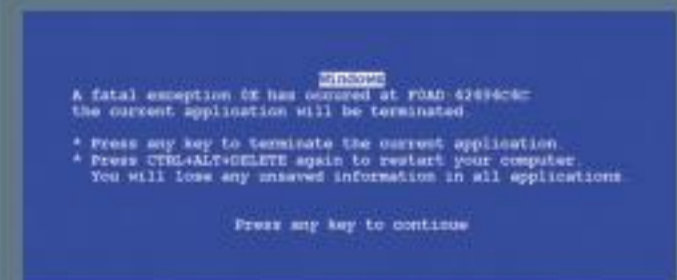 Windows
A fatal exception 0E has occured at F0AD:42494C4C
the current application will be terminated.
* Press any key to terminate the current application.
* Press CTRL+ALT+DELETE again to restart your computer.
You will lose any unsaved information in all applications.
Press any key to continue